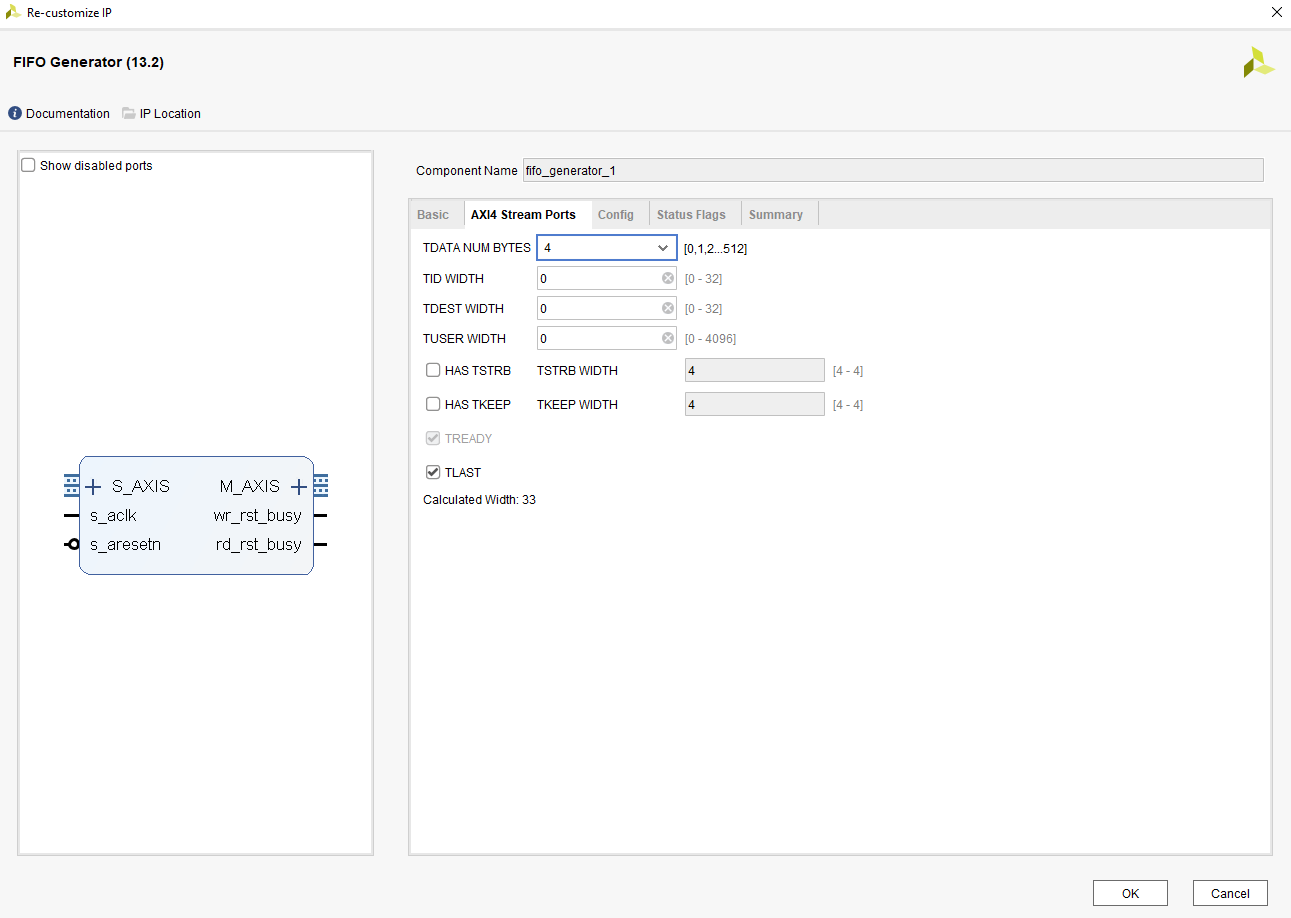 Re-customize IP
FIFO Generator (13.2)
Documentation IP Location
Show disabled ports
S_AXIS M_AXIS
s_aclk wr_rst_busy
s_aresetn rd_rst_busy
Component Name fifo_generator_1
Basic AXI4 Stream Ports Config Status Flags Summary
TDATA NUM BYTES 4 [0,1,2...512]
TID WIDTH 0 [0 - 32]
TDEST WIDTH 0 [0 - 32]
TUSER WIDTH 0 [0 - 4096]
HAS TSTRB TSTRB WIDTH 4 [4 - 4]
HAS TKEEP TKEEP WIDTH 4 [4 - 4]
TREADY
TLAST
Calculated Width: 33
OK Cancel